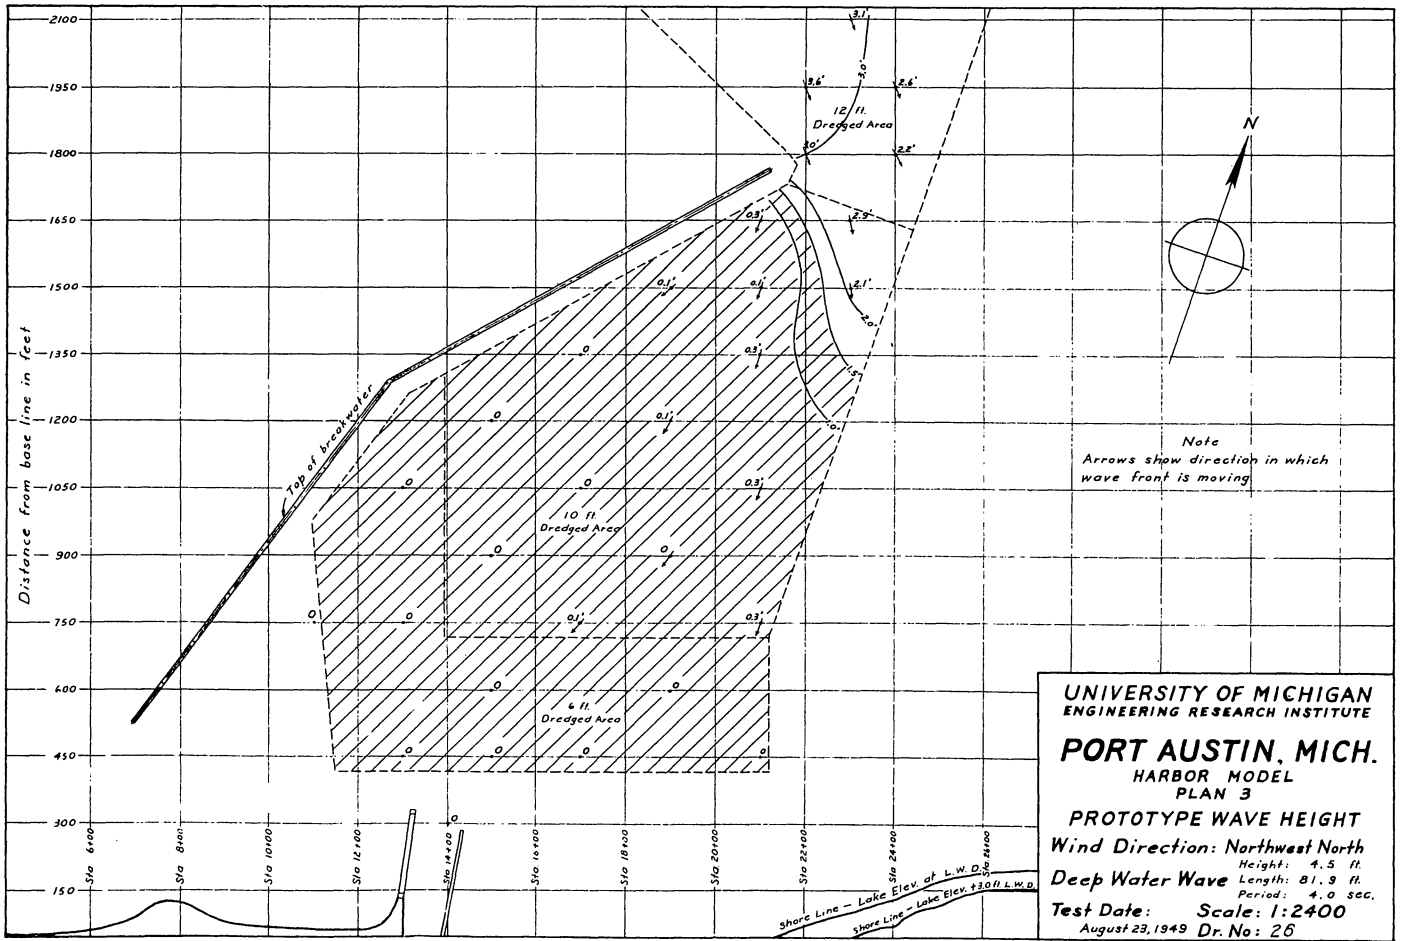 2100
3.1'
3.0'
1950
3.6'
2.6'
12 ft.
Dredged Area
N
1800
3.0'
2.2'
1650
0.3'
2.9'
1500
0.1'
0.1'
2.1'
2.0'
1350
0
0.3'
1.5'
Distance from base line in feet
Top of breakwater
1200
0
0.1'
1.0'
Note
Arrows show direction in which
wave front is moving
1050
0
0
0.3'
10 ft.
Dredged Area
900
0
0
750
0
0
0.1'
0.3'
600
0
0
6 ft.
Dredged Area
450
0
0
0
0
300
0
Sta 6+00
Sta 8+00
Sta 10+00
Sta 12+00
Sta 14+00
Sta 16+00
Sta 18+00
Sta 20+00
Sta 22+00
Sta 24+00
Sta 26+00
150
Shore Line - Lake Elev. at L.W.D.
Shore Line - Lake Elev. +3.0 ft. L.W.D.
UNIVERSITY OF MICHIGAN
ENGINEERING RESEARCH INSTITUTE
PORT AUSTIN, MICH.
HARBOR MODEL
PLAN 3
PROTOTYPE WAVE HEIGHT
Wind Direction: Northwest North
Height: 4.5 ft.
Deep Water Wave Length: 81.9 ft.
Period: 4.0 sec.
Test Date: Scale: 1:2400
August 23, 1949 Dr. No: 26